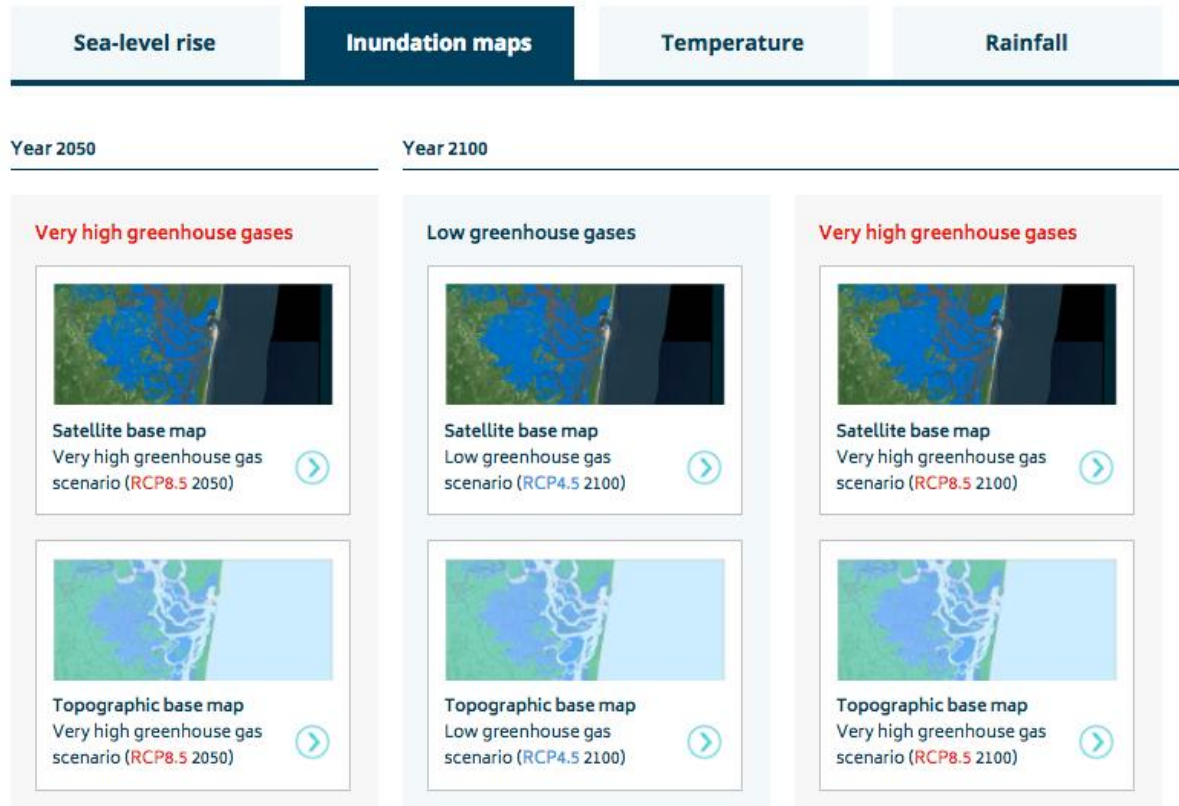 Sea-level rise
Inundation maps
Temperature
Rainfall
Year 2050
Year 2100
Very high greenhouse gases
Satellite base map
Very high greenhouse gas
scenario (RCP8.5 2050)
Topographic base map
Very high greenhouse gas
scenario (RCP8.5 2050)
Low greenhouse gases
Satellite base map
Low greenhouse gas
scenario (RCP4.5 2100)
Topographic base map
Low greenhouse gas
scenario (RCP4.5 2100)
Very high greenhouse gases
Satellite base map
Very high greenhouse gas
scenario (RCP8.5 2100)
Topographic base map
Very high greenhouse gas
scenario (RCP8.5 2100)